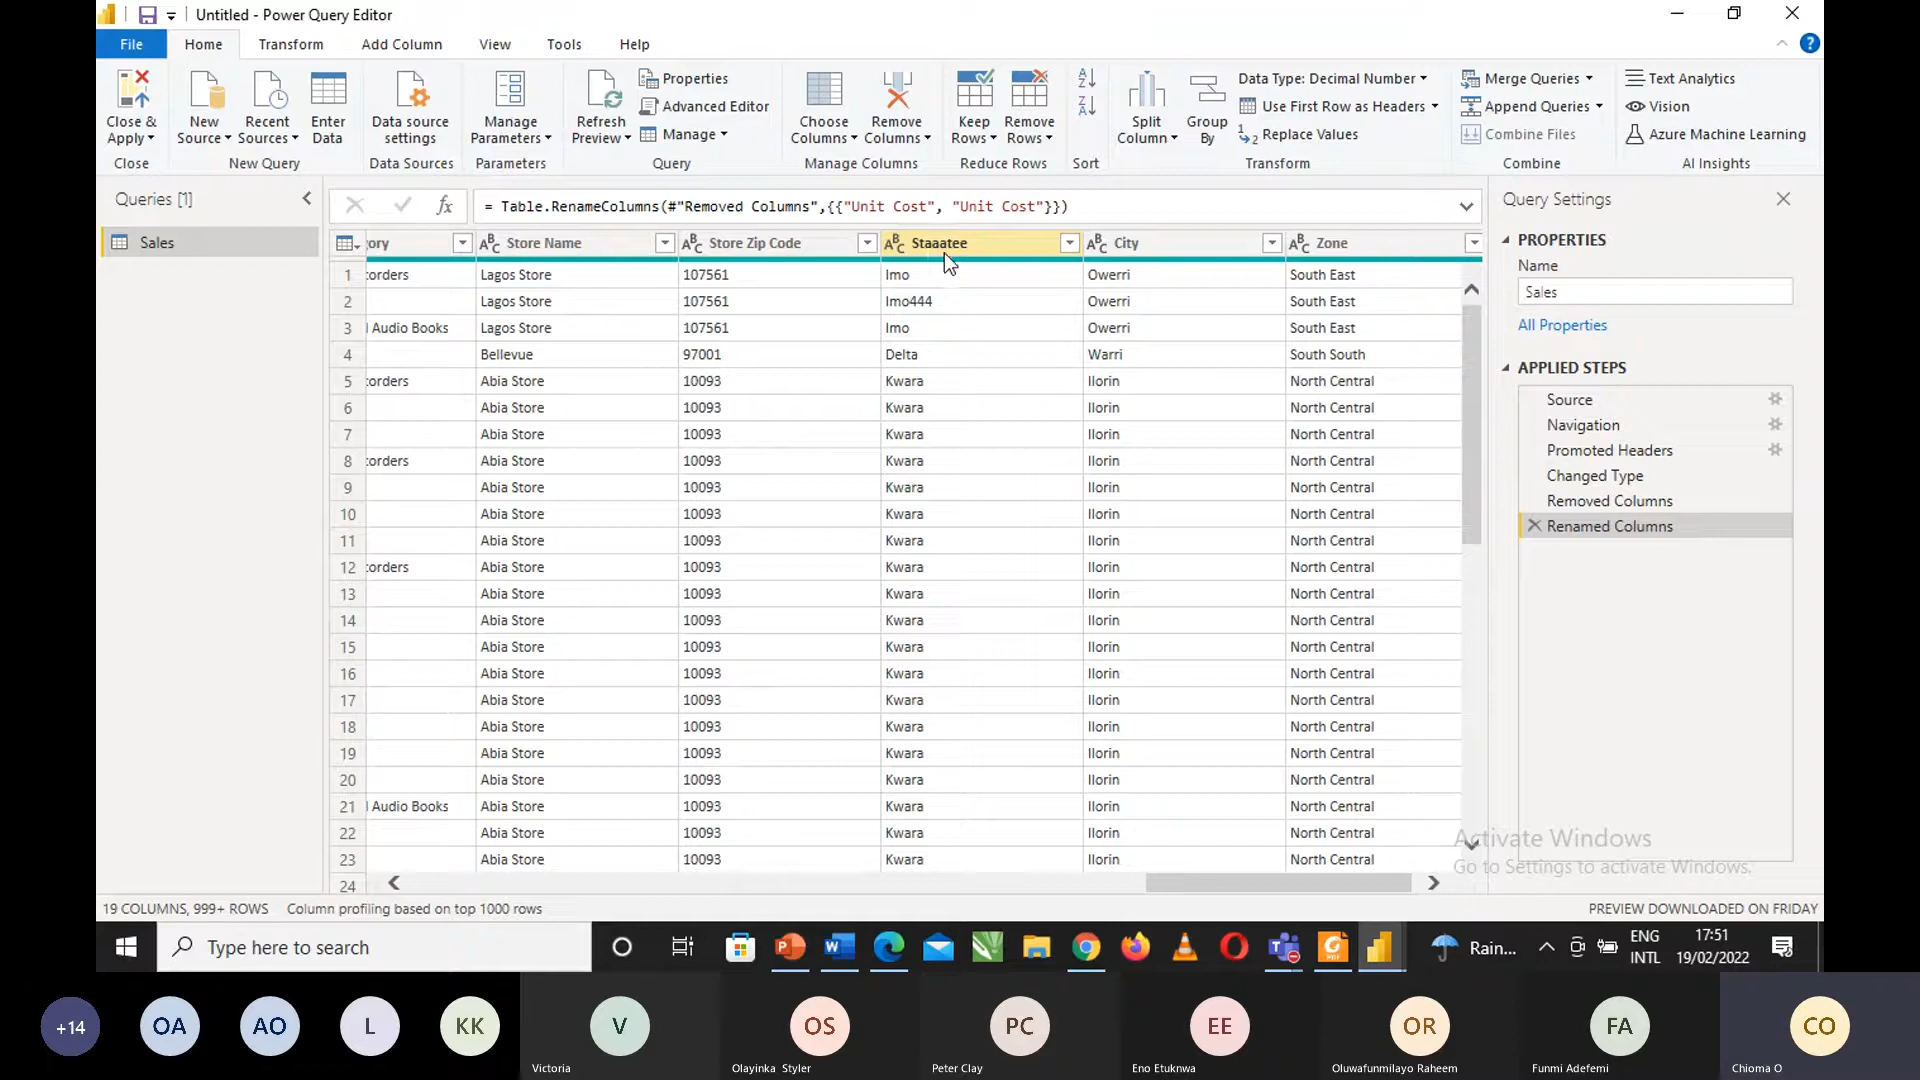 Untitled - Power Query Editor
File Home Transform Add Column View Tools Help
Close & Apply
New Source
Recent Sources
Enter Data
Data source settings
Manage Parameters
Refresh Preview
Properties
Advanced Editor
Manage
Choose Columns
Remove Columns
Keep Rows
Remove Rows
Split Column
Group By
Data Type: Decimal Number
Use First Row as Headers
Replace Values
Merge Queries
Append Queries
Combine Files
Text Analytics
Vision
Azure Machine Learning
Close New Query Data Sources Parameters Query Manage Columns Reduce Rows Sort Transform Combine AI Insights
Queries [1]
Sales
fx = Table.RenameColumns(#"Removed Columns",{{"Unit Cost", "Unit Cost"}})
gory Store Name Store Zip Code Staaatee City Zone
1 corders Lagos Store 107561 Imo Owerri South East
2 Lagos Store 107561 Imo444 Owerri South East
3 l Audio Books Lagos Store 107561 Imo Owerri South East
4 Bellevue 97001 Delta Warri South South
5 corders Abia Store 10093 Kwara Ilorin North Central
6 Abia Store 10093 Kwara Ilorin North Central
7 Abia Store 10093 Kwara Ilorin North Central
8 corders Abia Store 10093 Kwara Ilorin North Central
9 Abia Store 10093 Kwara Ilorin North Central
10 Abia Store 10093 Kwara Ilorin North Central
11 Abia Store 10093 Kwara Ilorin North Central
12 corders Abia Store 10093 Kwara Ilorin North Central
13 Abia Store 10093 Kwara Ilorin North Central
14 Abia Store 10093 Kwara Ilorin North Central
15 Abia Store 10093 Kwara Ilorin North Central
16 Abia Store 10093 Kwara Ilorin North Central
17 Abia Store 10093 Kwara Ilorin North Central
18 Abia Store 10093 Kwara Ilorin North Central
19 Abia Store 10093 Kwara Ilorin North Central
20 Abia Store 10093 Kwara Ilorin North Central
21 l Audio Books Abia Store 10093 Kwara Ilorin North Central
22 Abia Store 10093 Kwara Ilorin North Central
23 Abia Store 10093 Kwara Ilorin North Central
24
Query Settings
PROPERTIES
Name
Sales
All Properties
APPLIED STEPS
Source
Navigation
Promoted Headers
Changed Type
Removed Columns
Renamed Columns
Activate Windows
Go to Settings to activate Windows.
19 COLUMNS, 999+ ROWS Column profiling based on top 1000 rows PREVIEW DOWNLOADED ON FRIDAY
Type here to search
Rain...
ENG
INTL
17:51
19/02/2022
+14 OA AO L KK V OS PC EE OR FA CO
Victoria Olayinka Styler Peter Clay Eno Etuknwa Oluwafunmilayo Raheem Funmi Adefemi Chioma O